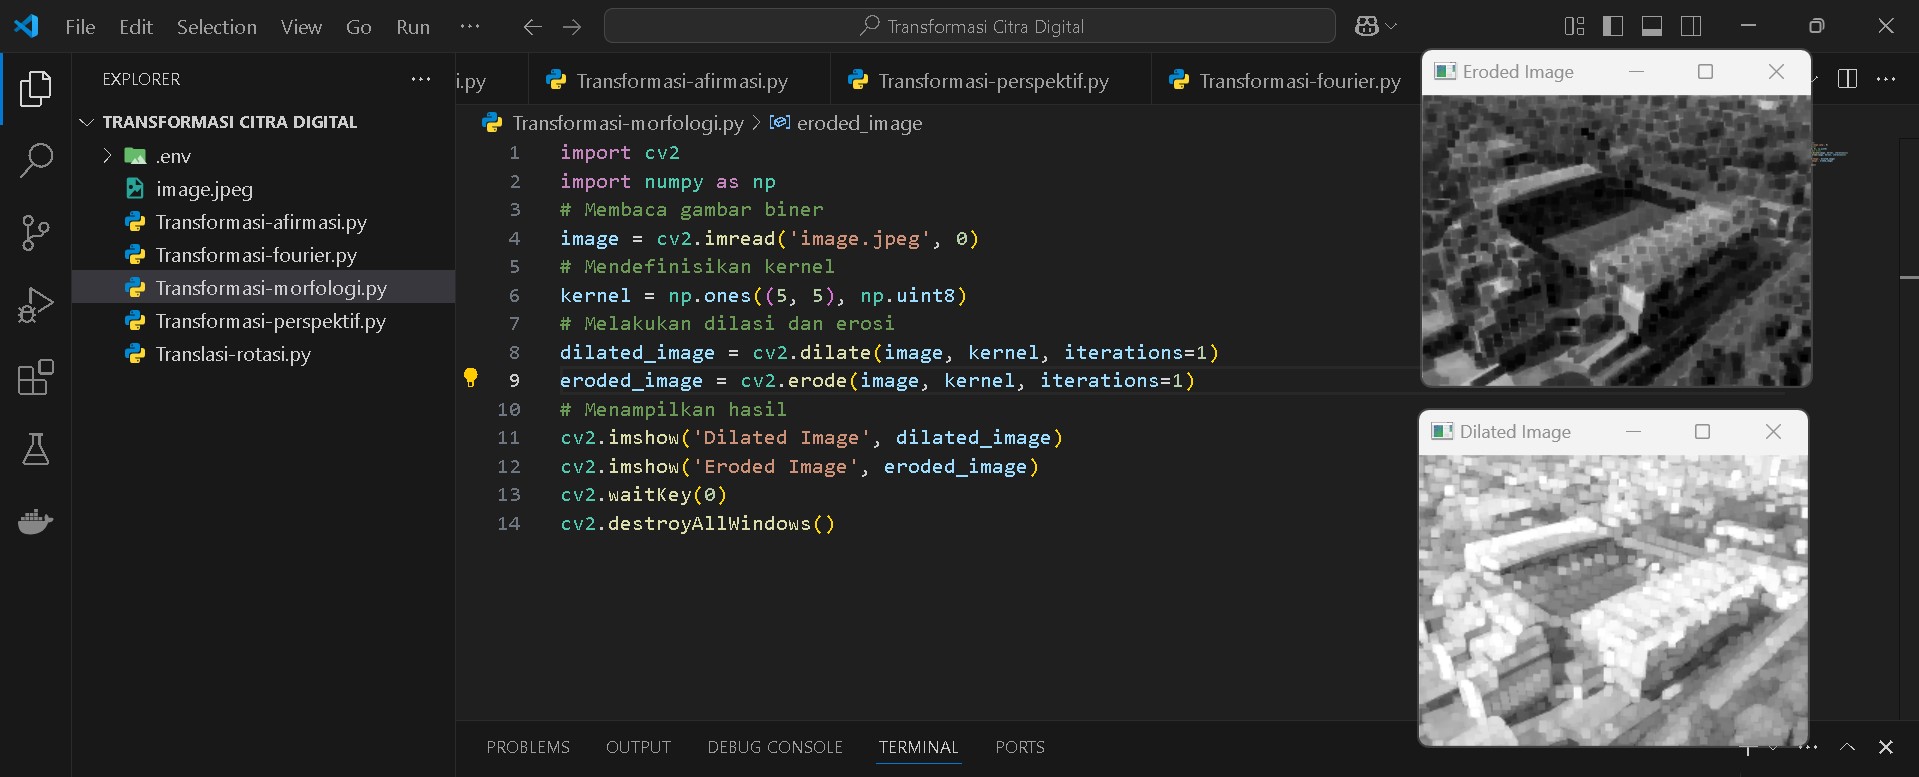 File Edit Selection View Go Run ...
Transformasi Citra Digital
EXPLORER ...
TRANSFORMASI CITRA DIGITAL
.env
image.jpeg
Transformasi-afirmasi.py
Transformasi-fourier.py
Transformasi-morfologi.py
Transformasi-perspektif.py
Translasi-rotasi.py
i.py Transformasi-afirmasi.py Transformasi-perspektif.py Transformasi-fourier.py
Transformasi-morfologi.py > eroded_image
1 import cv2
2 import numpy as np
3 # Membaca gambar biner
4 image = cv2.imread('image.jpeg', 0)
5 # Mendefinisikan kernel
6 kernel = np.ones((5, 5), np.uint8)
7 # Melakukan dilasi dan erosi
8 dilated_image = cv2.dilate(image, kernel, iterations=1)
9 eroded_image = cv2.erode(image, kernel, iterations=1)
10 # Menampilkan hasil
11 cv2.imshow('Dilated Image', dilated_image)
12 cv2.imshow('Eroded Image', eroded_image)
13 cv2.waitKey(0)
14 cv2.destroyAllWindows()
Eroded Image
Dilated Image
PROBLEMS OUTPUT DEBUG CONSOLE TERMINAL PORTS